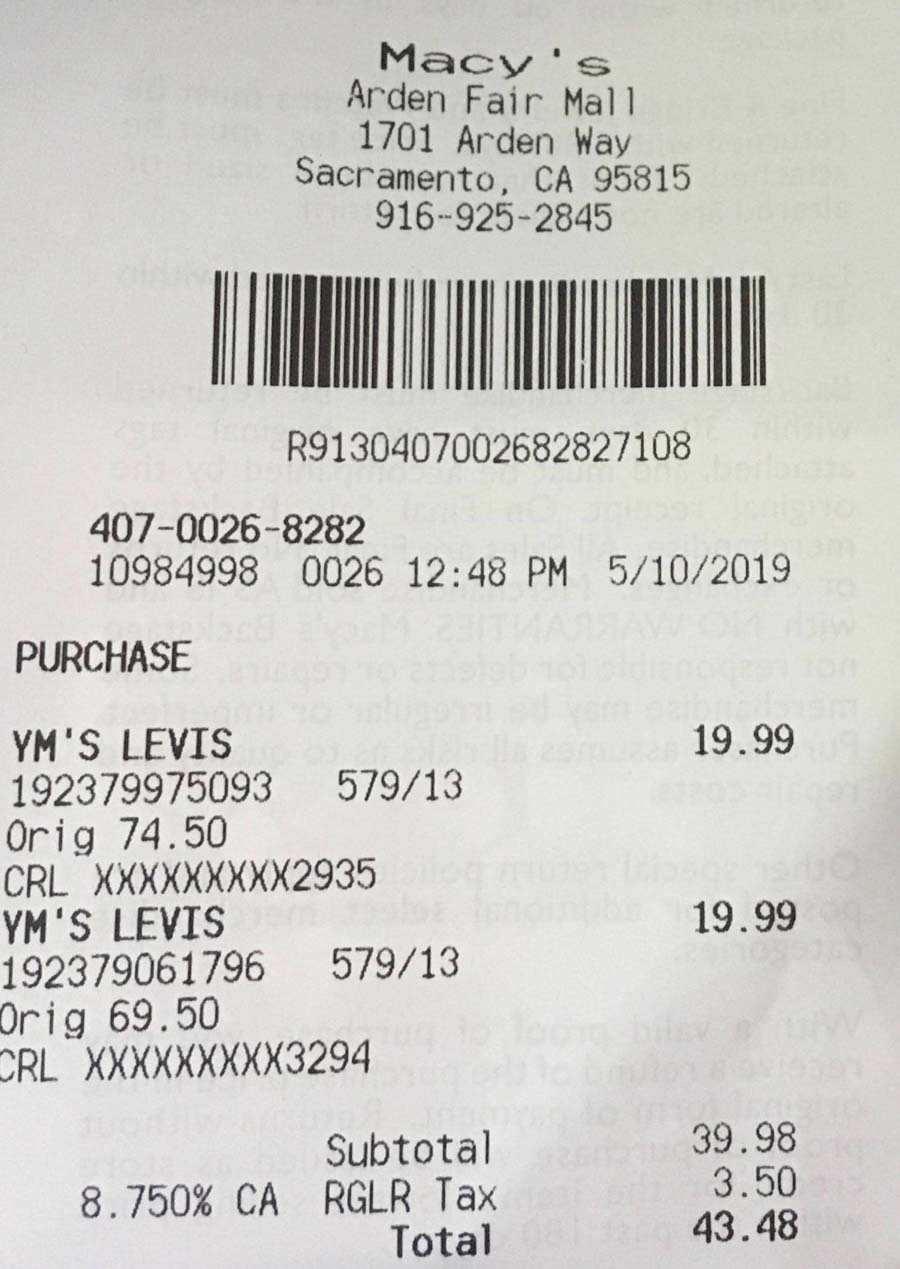 Macy's
Arden Fair Mall
1701 Arden Way
Sacramento, CA 95815
916-925-2845
R91304070026828 27108
407-0026-8282
10984998 0026 12:48 PM 5/10/2019
PURCHASE
YM'S LEVIS 19.99
192379975093 579/13
Orig 74.50
CRL XXXXXXXXX2935
YM'S LEVIS 19.99
192379061796 579/13
Orig 69.50
CRL XXXXXXXXX3294
Subtotal 39.98
8.750% CA RGLR Tax 3.50
Total 43.48